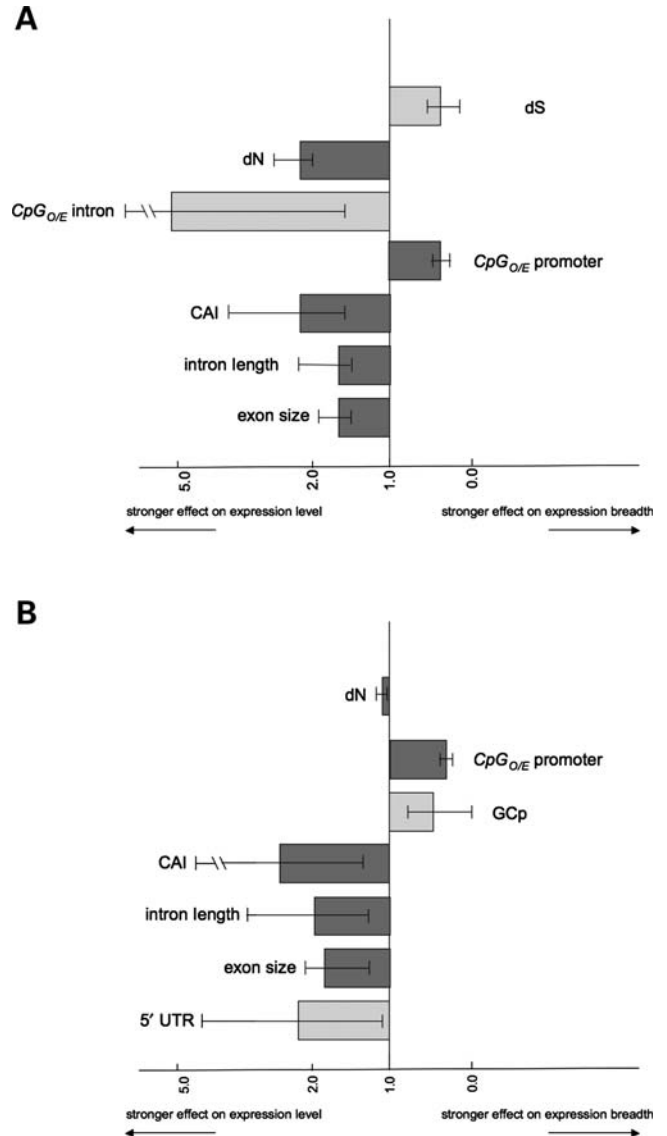 A
dS
dN
CpGO/E intron
CpGO/E promoter
CAI
intron length
exon size
5.0 2.0 1.0 0.0
stronger effect on expression level stronger effect on expression breadth
B
dN
CpGO/E promoter
GCp
CAI
intron length
exon size
5' UTR
5.0 2.0 1.0 0.0
stronger effect on expression level stronger effect on expression breadth